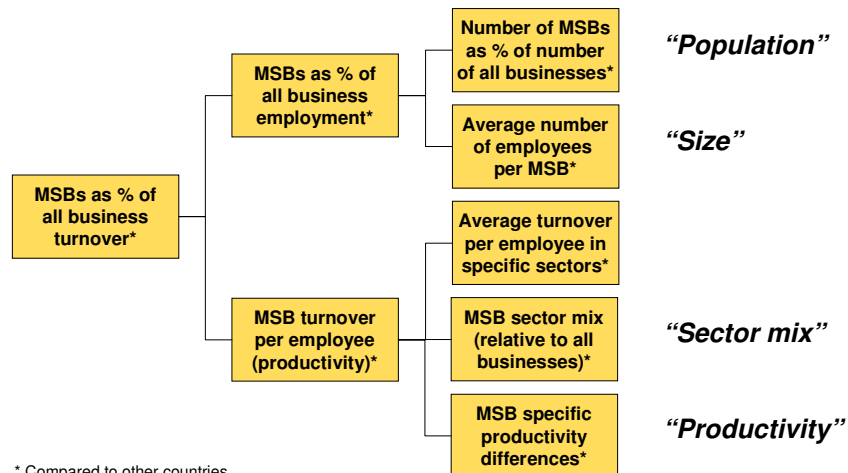 Number of MSBs
as % of number
of all businesses*
“Population”
MSBs as % of
all business
employment*
Average number
of employees
per MSB*
“Size”
MSBs as % of
all business
turnover*
Average turnover
per employee in
specific sectors*
MSB turnover
per employee
(productivity)*
MSB sector mix
(relative to all
businesses)*
“Sector mix”
MSB specific
productivity
differences*
“Productivity”
* Compared to other countries